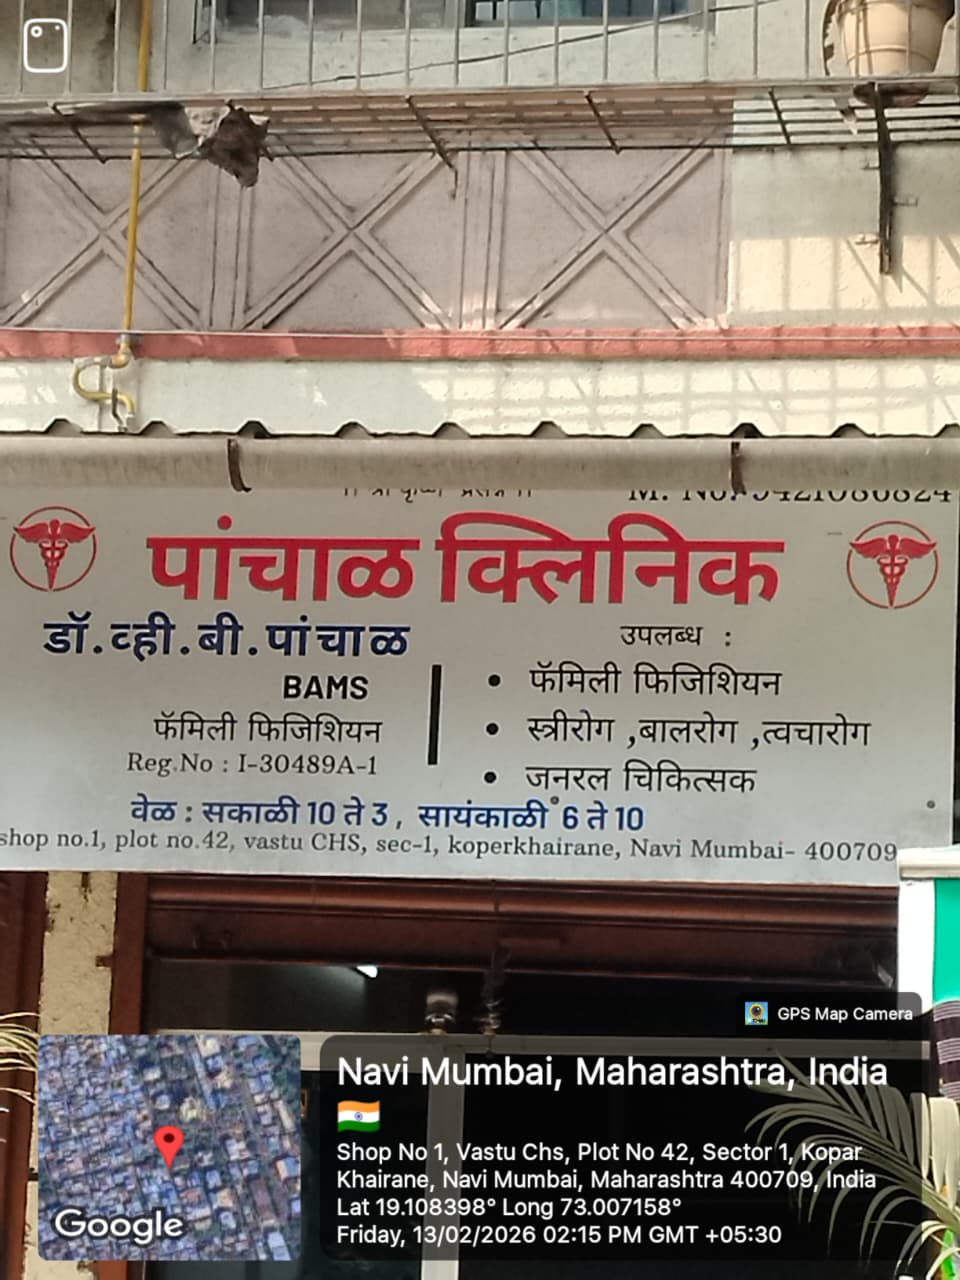 पांचाळ क्लिनिक
डॉ.व्ही.बी.पांचाळ
BAMS
फॅमिली फिजिशियन
Reg.No : I-30489A-1
उपलब्ध :
• फॅमिली फिजिशियन
• स्त्रीरोग ,बालरोग ,त्वचारोग
• जनरल चिकित्सक
वेळ : सकाळी 10 ते 3, सायंकाळी 6 ते 10
shop no.1, plot no.42, vastu CHS, sec-1, koperkhairane, Navi Mumbai- 400709
GPS Map Camera
Navi Mumbai, Maharashtra, India
Shop No 1, Vastu Chs, Plot No 42, Sector 1, Kopar
Khairane, Navi Mumbai, Maharashtra 400709, India
Lat 19.108398° Long 73.007158°
Friday, 13/02/2026 02:15 PM GMT +05:30
Google